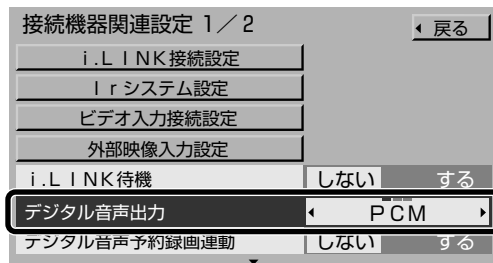 接続機器関連設定 1／2
戻る
i.LINK接続設定
Irシステム設定
ビデオ入力接続設定
外部映像入力設定
i.LINK待機 しない する
デジタル音声出力 PCM
デジタル音声予約録画連動 しない する